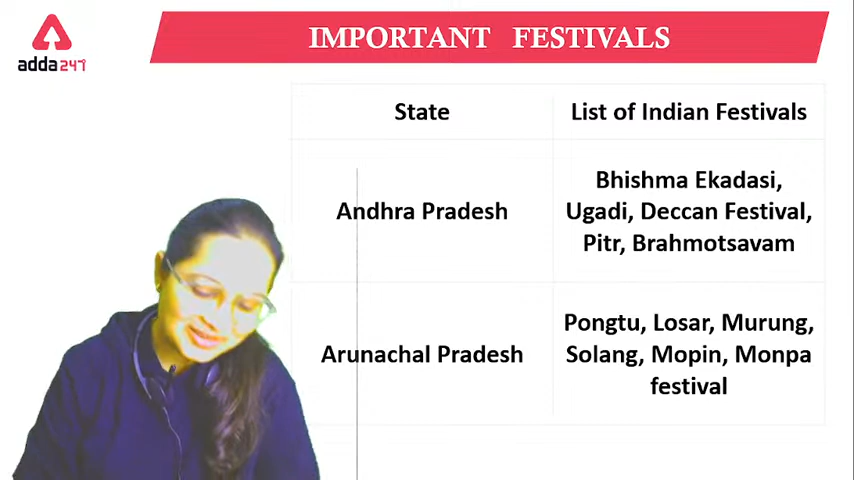 IMPORTANT FESTIVALS
adda247
State
List of Indian Festivals
Andhra Pradesh
Bhishma Ekadasi,
Ugadi, Deccan Festival,
Pitr, Brahmotsavam
Arunachal Pradesh
Pongtu, Losar, Murung,
Solang, Mopin, Monpa
festival